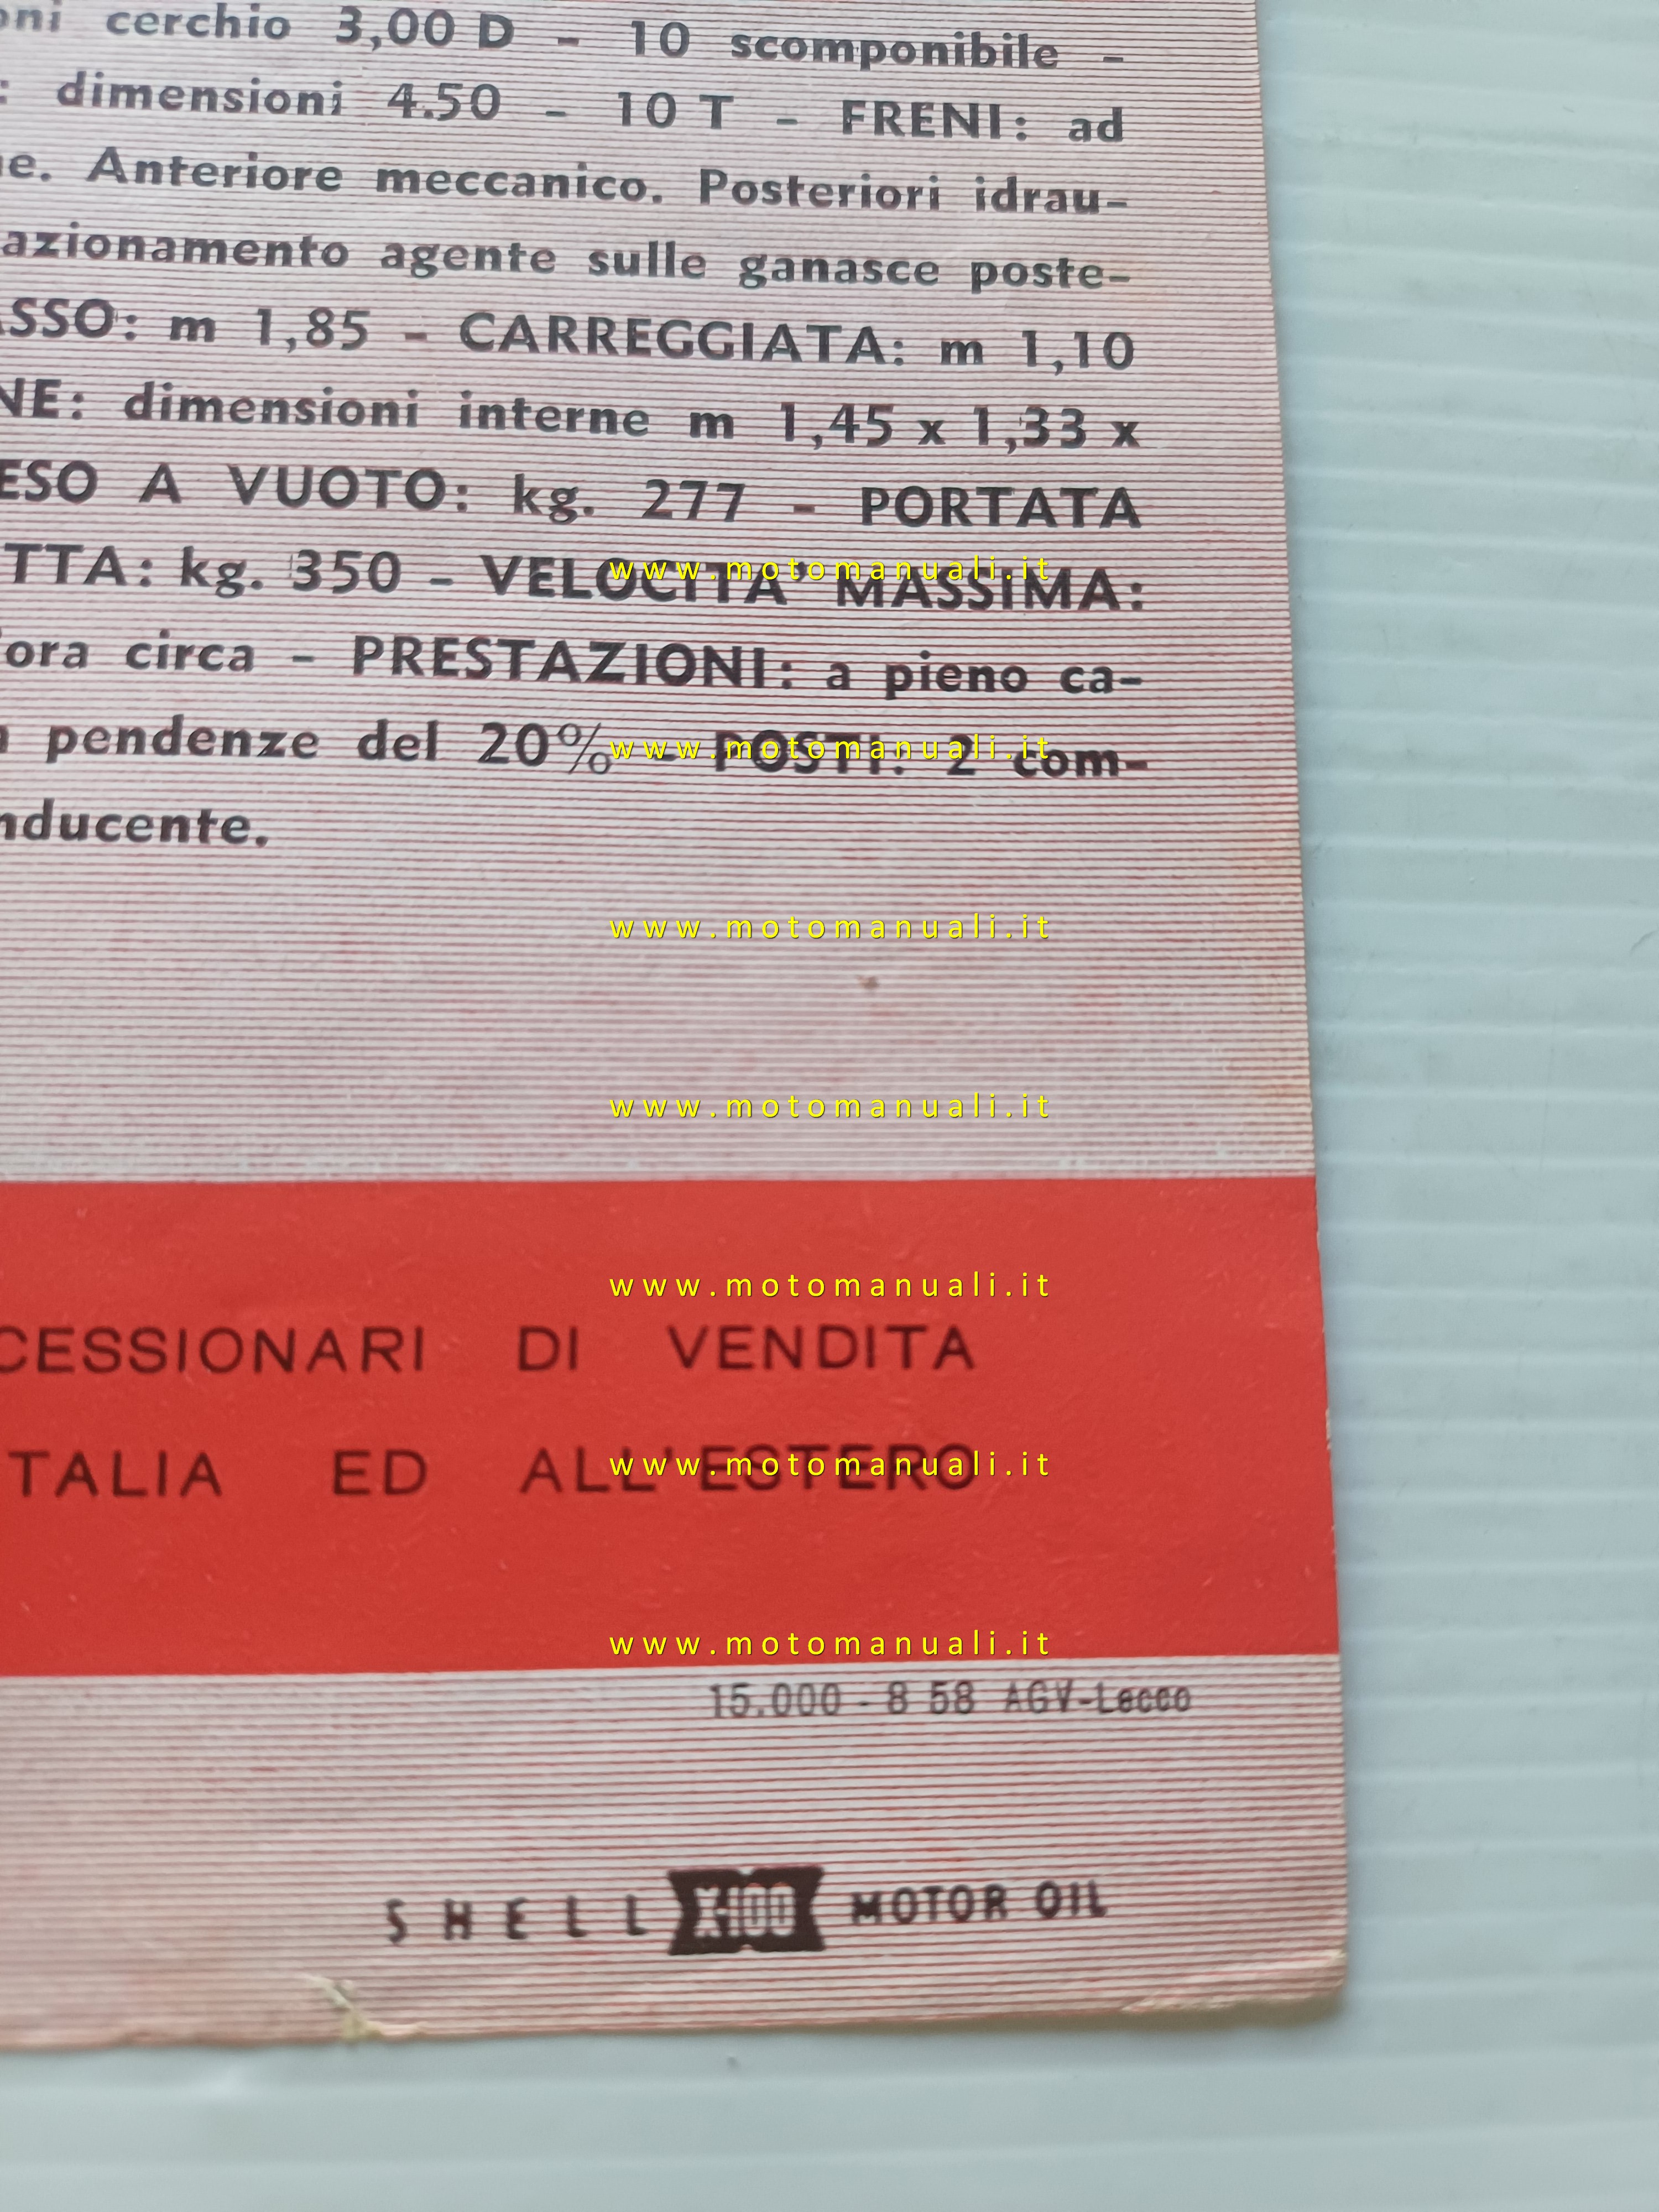 oni cerchio 3,00 D - 10 scomponibile -
: dimensioni 4.50 - 10 T - FRENI: ad
ne. Anteriore meccanico. Posteriori idrau-
azionamento agente sulle ganasce poste-
ASSO: m 1,85 - CARREGGIATA: m 1,10
NE: dimensioni interne m 1,45 x 1,33 x
ESO A VUOTO: kg. 277 - PORTATA
TTA: kg. 350 - VELOCITA' MASSIMA:
www.motomanuali.it
'ora circa - PRESTAZIONI: a pieno ca-
pendenze del 20% - POSTI: 2 com-
www.motomanuali.it
nducente.
www.motomanuali.it
www.motomanuali.it
www.motomanuali.it
CESSIONARI DI VENDITA
TALIA ED ALL'ESTERO
www.motomanuali.it
www.motomanuali.it
15.000 - 8 58 AGV-Lecco
SHELL X-100 MOTOR OIL